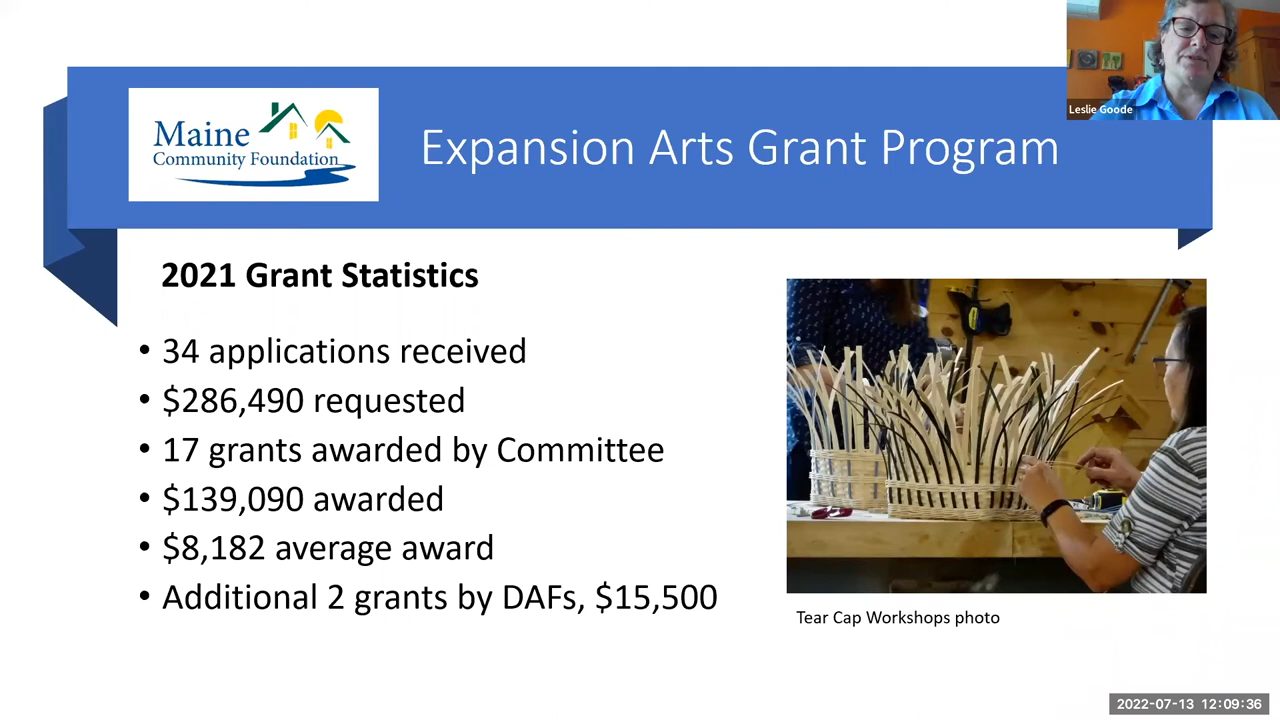 Leslie Goode
Maine
Community Foundation
Expansion Arts Grant Program
2021 Grant Statistics
• 34 applications received
• $286,490 requested
• 17 grants awarded by Committee
• $139,090 awarded
• $8,182 average award
• Additional 2 grants by DAFs, $15,500
Tear Cap Workshops photo
2022-07-13 12:09:36